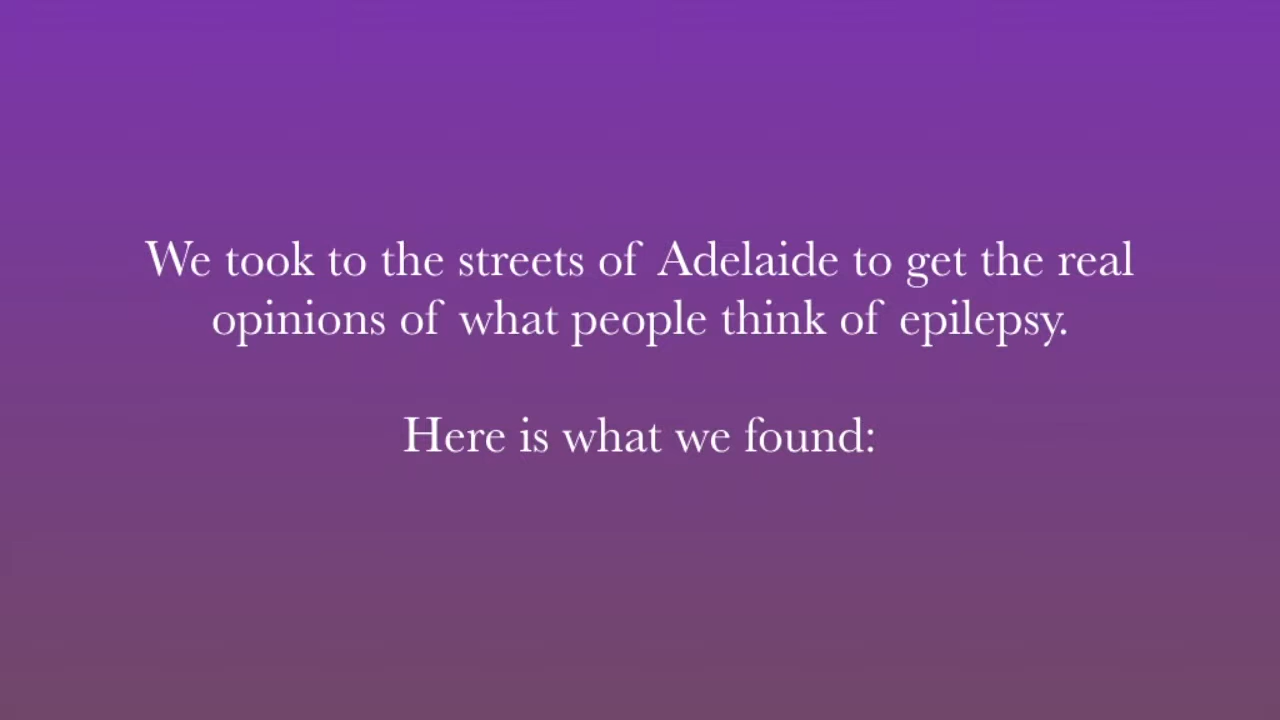 We took to the streets of Adelaide to get the real
opinions of what people think of epilepsy.
Here is what we found: